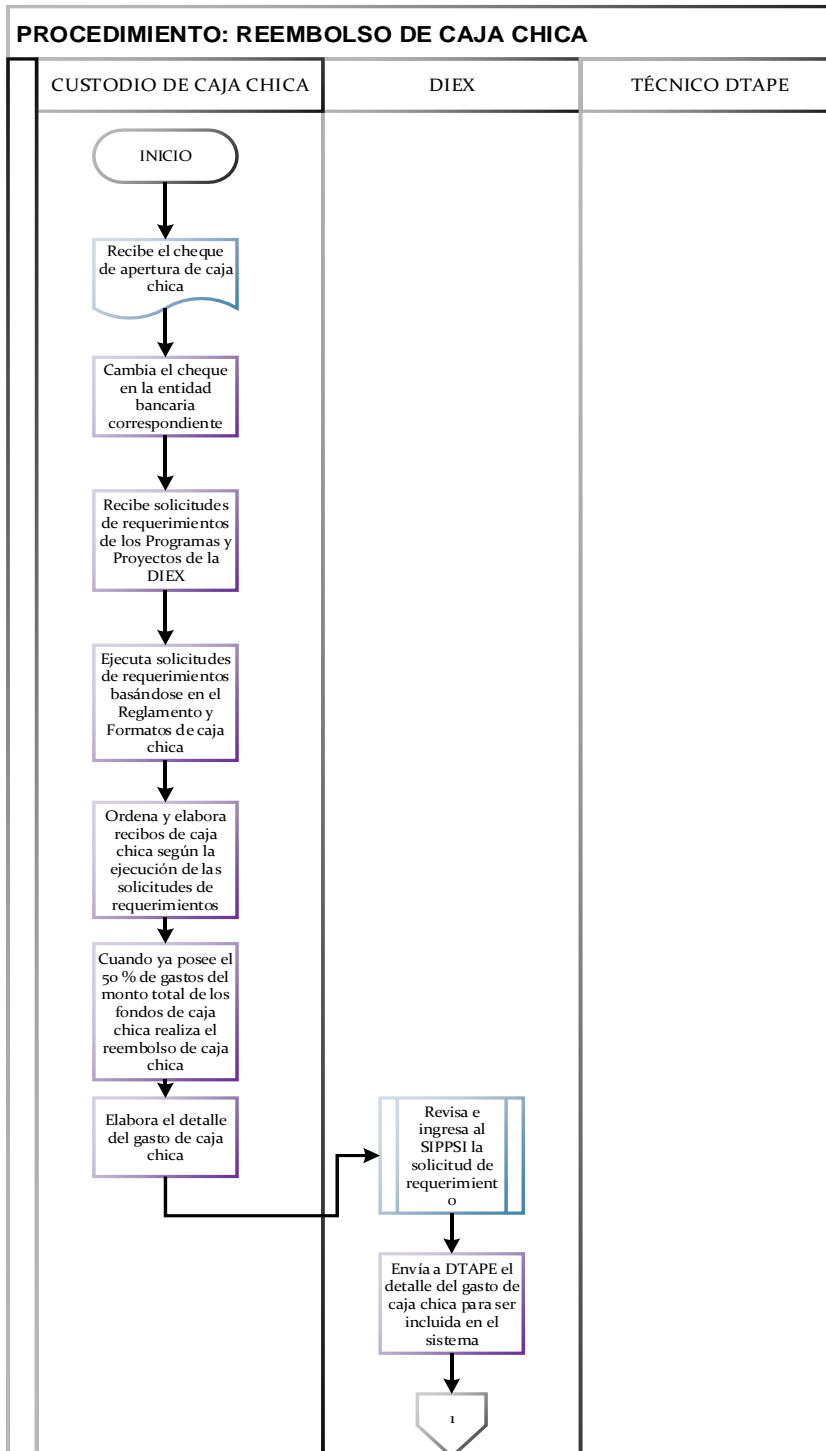 PROCEDIMIENTO: REEMBOLSO DE CAJA CHICA
CUSTODIO DE CAJA CHICA
DIEX
TÉCNICO DTAPE
INICIO
Recibe el cheque
de apertura de caja
chica
Cambia el cheque
en la entidad
bancaria
correspondiente
Recibe solicitudes
de requerimientos
de los Programas y
Proyectos de la
DIEX
Ejecuta solicitudes
de requerimientos
basándose en el
Reglamento y
Formatos de caja
chica
Ordena y elabora
recibos de caja
chica según la
ejecución de las
solicitudes de
requerimientos
Cuando ya posee el
50 % de gastos del
monto total de los
fondos de caja
chica realiza el
reembolso de caja
chica
Elabora el detalle
del gasto de caja
chica
Revisa e
ingresa al
SIPPSI la
solicitud de
requerimient
o
Envía a DTAPE el
detalle del gasto de
caja chica para ser
incluida en el
sistema
1